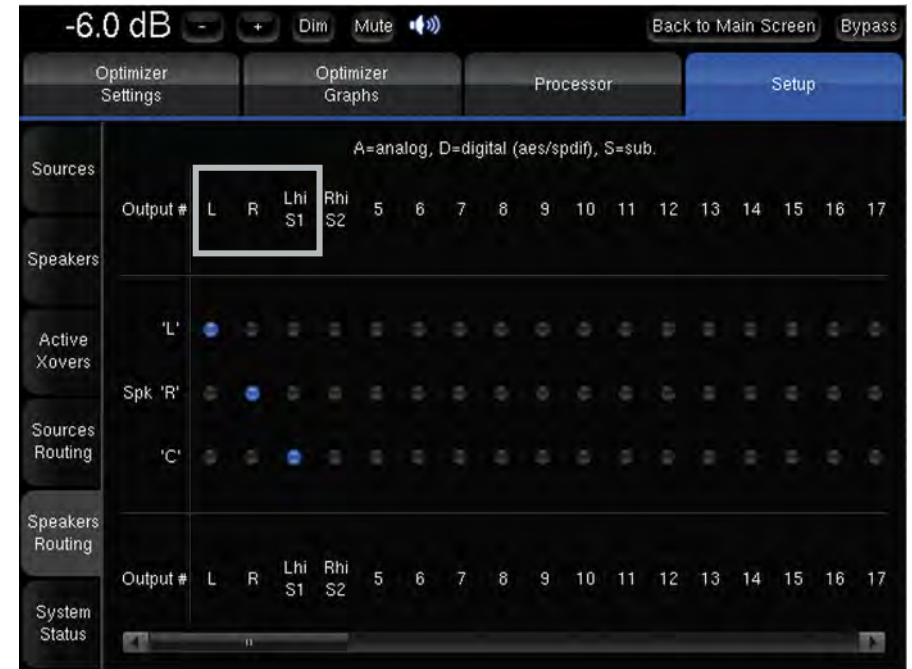 -6.0 dB - + Dim Mute Back to Main Screen Bypass
Optimizer Settings Optimizer Graphs Processor Setup
A=analog, D=digital (aes/spdif), S=sub.
Sources
Output # L R Lhi S1 Rhi S2 5 6 7 8 9 10 11 12 13 14 15 16 17
Speakers
'L'
Active Xovers
Spk 'R'
Sources Routing
'C'
Speakers Routing
Output # L R Lhi S1 Rhi S2 5 6 7 8 9 10 11 12 13 14 15 16 17
System Status